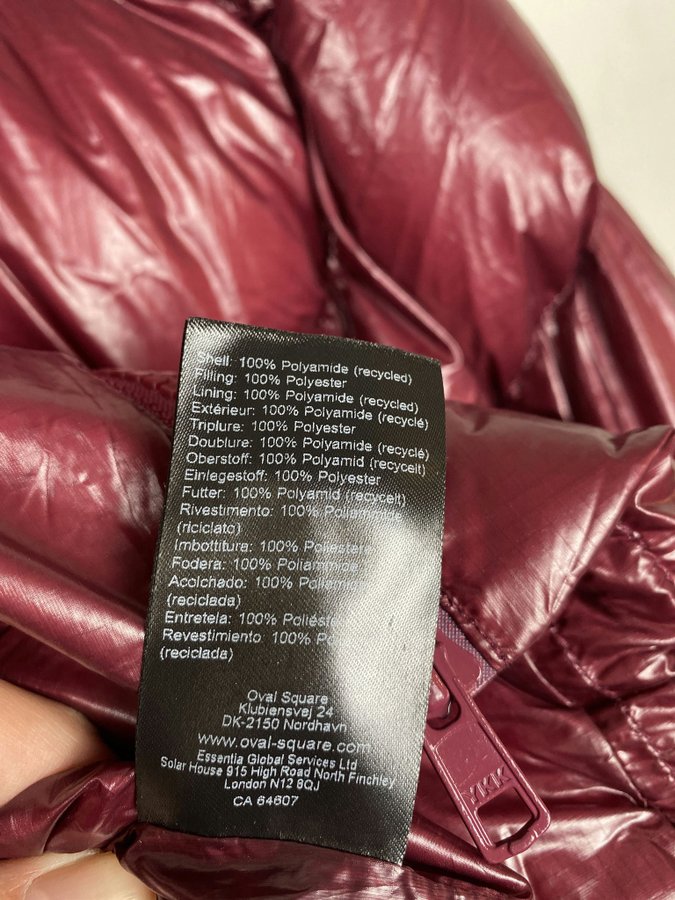 Shell: 100% Polyamide (recycled)
Filling: 100% Polyester
Lining: 100% Polyamide (recycled)
Extérieur: 100% Polyamide (recyclé)
Triplure: 100% Polyester
Doublure: 100% Polyamide (recyclé)
Oberstoff: 100% Polyamid (recycelt)
Einlegestoff: 100% Polyester
Futter: 100% Polyamid (recycelt)
Rivestimento: 100%
(riciclato)
Imbottitura: 100%
Fodera: 100%
Acolchado: 100%
(reciclada)
Entretela: 100%
Revestimiento: 100%
(reciclada)
Oval Square
Klubiensvej 24
DK-2150 Nordhavn
www.oval-square.com
Essentia Global Services Ltd
Solar House 915 High Road North Finchley
London N12 8QJ
CA 64607
YKK